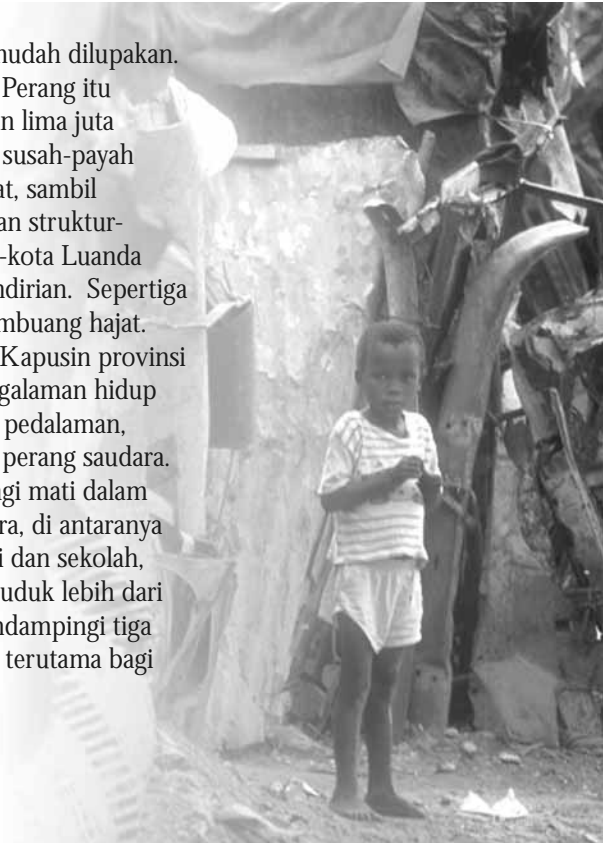 nudah dilupakan.
Perang itu
n lima juta
susah-payah
at, sambil
an struktur-
-kota Luanda
ndirian. Sepertiga
mbuang hajat.
Kapusin provinsi
galaman hidup
pedalaman,
perang saudara.
gi mati dalam
ra, di antaranya
i dan sekolah,
uduk lebih dari
ndampingi tiga
terutama bagi